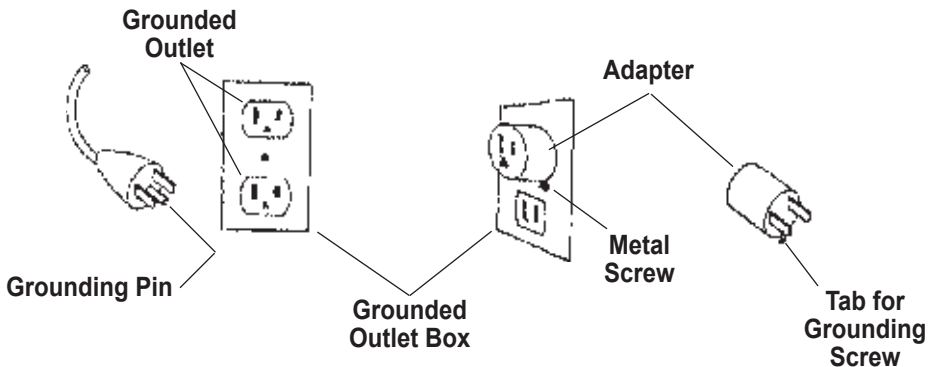 Grounded
Outlet
Adapter
Grounding Pin
Metal
Screw
Grounded
Outlet Box
Tab for
Grounding
Screw